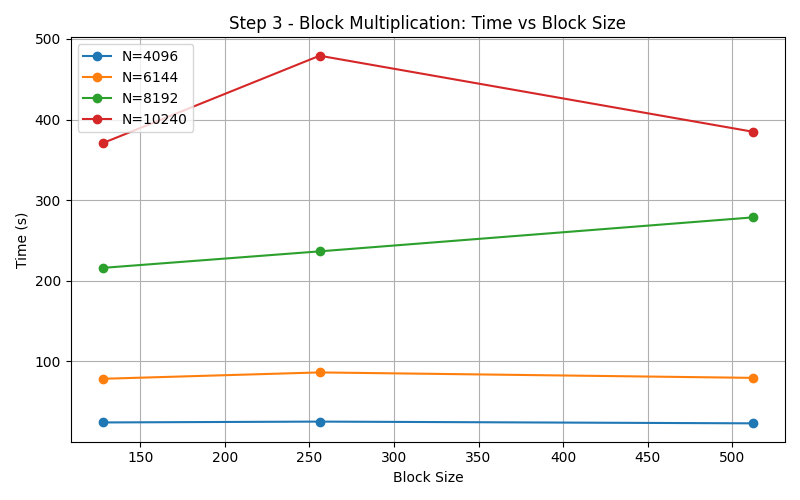 Step 3 - Block Multiplication: Time vs Block Size
N=4096
N=6144
N=8192
N=10240
Time (s)
500
400
300
200
100
150 200 250 300 350 400 450 500
Block Size